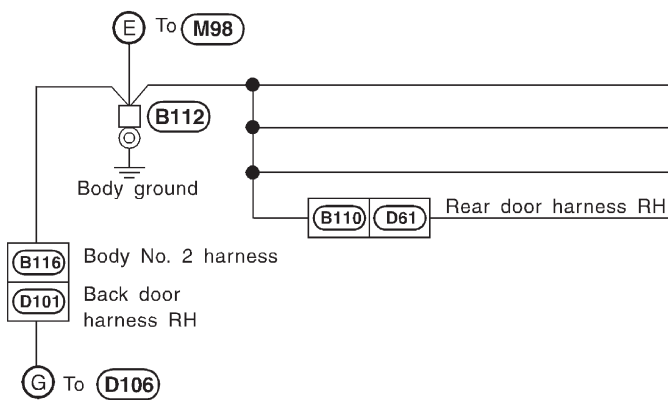 E To M98
B112
Body ground
B110 D61 Rear door harness RH
B116 Body No. 2 harness
D101 Back door
harness RH
G To D106